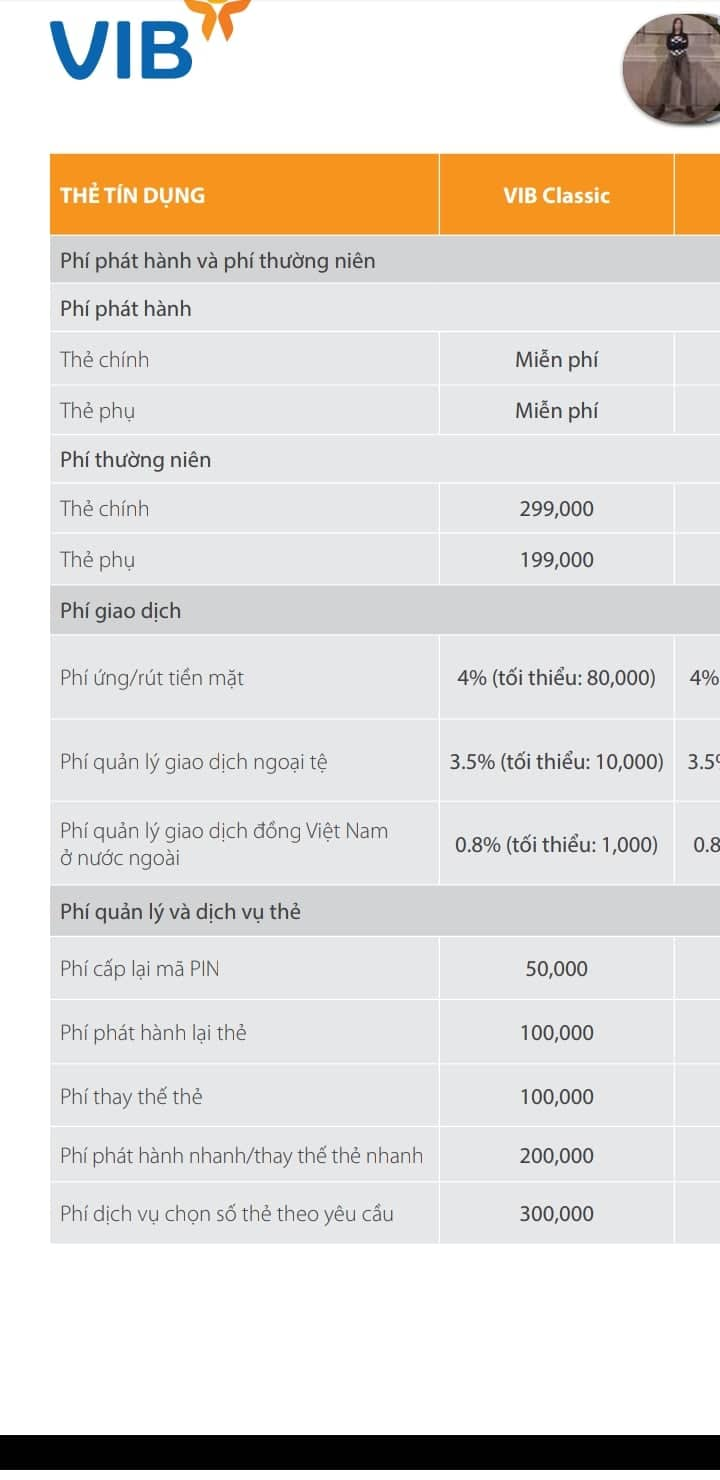 VIB
THẺ TÍN DỤNG VIB Classic
Phí phát hành và phí thường niên
Phí phát hành
Thẻ chính Miễn phí
Thẻ phụ Miễn phí
Phí thường niên
Thẻ chính 299,000
Thẻ phụ 199,000
Phí giao dịch
Phí ứng/rút tiền mặt 4% (tối thiểu: 80,000) 4%
Phí quản lý giao dịch ngoại tệ 3.5% (tối thiểu: 10,000) 3.5
Phí quản lý giao dịch đồng Việt Nam
ở nước ngoài 0.8% (tối thiểu: 1,000) 0.8
Phí quản lý và dịch vụ thẻ
Phí cấp lại mã PIN 50,000
Phí phát hành lại thẻ 100,000
Phí thay thế thẻ 100,000
Phí phát hành nhanh/thay thế thẻ nhanh 200,000
Phí dịch vụ chọn số thẻ theo yêu cầu 300,000